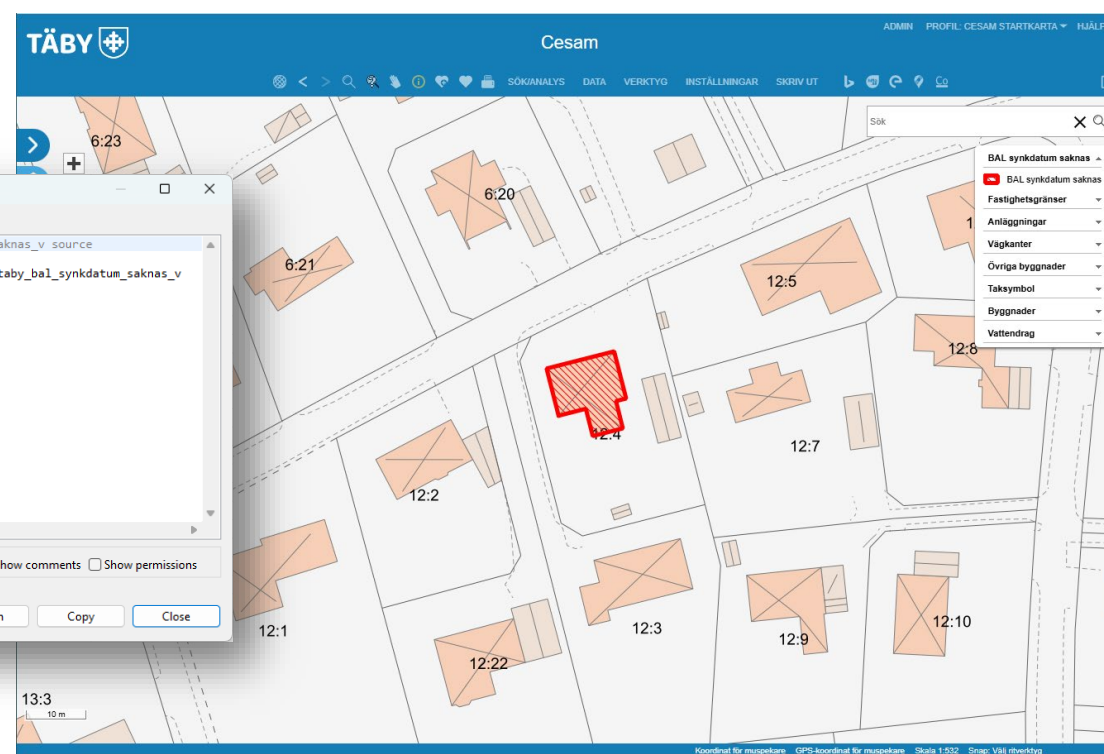 TÄBY
Cesam
ADMIN PROFIL: CESAM STARTKARTA HJÄLP
SÖK/ANALYS DATA VERKTYG INSTÄLLNINGAR SKRIV UT
Sök
BAL synkdatum saknas
BAL synkdatum saknas
Fastighetsgränser
Anläggningar
Vägkanter
Övriga byggnader
Taksymbol
Byggnader
Vattendrag
aknas_v source
taby_bal_synkdatum_saknas_v
how comments Show permissions
Copy Close
6:23
6:20
6:21
12:5
12:8
12:4
12:7
12:2
12:1
12:3
12:9
12:10
12:22
13:3
10 m
Koordinat för muspekare GPS-koordinat för muspekare Skala 1:532 Snap: Välj ritverktyg